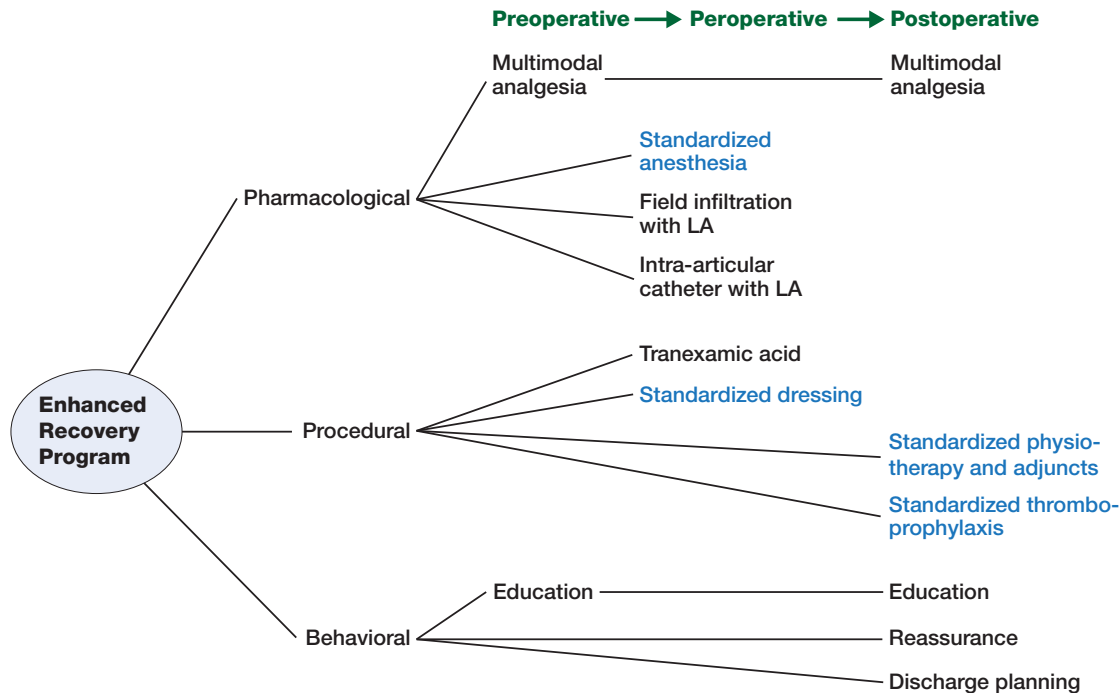 Preoperative Peroperative Postoperative
Multimodal
analgesia
Multimodal
analgesia
Standardized
anesthesia
Pharmacological
Field infiltration
with LA
Intra-articular
catheter with LA
Tranexamic acid
Enhanced
Recovery
Program
Standardized dressing
Procedural
Standardized physio-
therapy and adjuncts
Standardized thrombo-
prophylaxis
Education
Education
Behavioral
Reassurance
Discharge planning